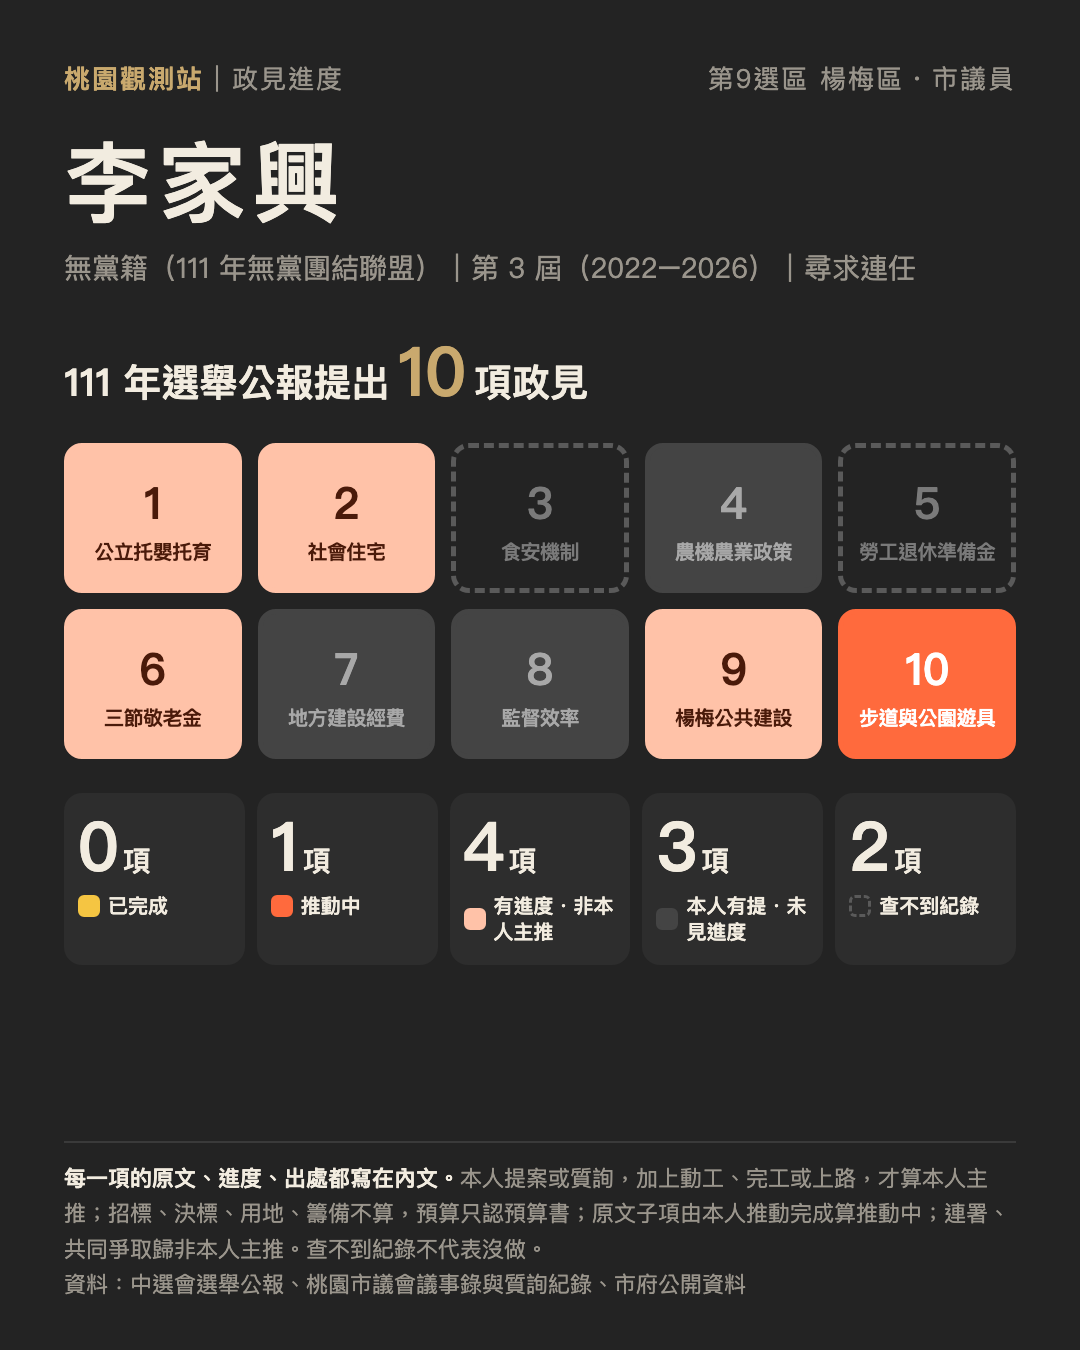 桃園觀測站｜政見進度
第9選區 楊梅區・市議員
李家興
無黨籍（111 年無黨團結聯盟）｜第 3 屆（2022–2026）｜尋求連任
111 年選舉公報提出 10 項政見
1
公立托嬰托育
2
社會住宅
3
食安機制
4
農機農業政策
5
勞工退休準備金
6
三節敬老金
7
地方建設經費
8
監督效率
9
楊梅公共建設
10
步道與公園遊具
0項
已完成
1項
推動中
4項
有進度・非本
人主推
3項
本人有提・未
見進度
2項
查不到紀錄
每一項的原文、進度、出處都寫在內文。本人提案或質詢，加上動工、完工或上路，才算本人主
推；招標、決標、用地、籌備不算，預算只認預算書；原文子項由本人推動完成算推動中；連署、
共同爭取歸非本人主推。查不到紀錄不代表沒做。
資料：中選會選舉公報、桃園市議會議事錄與質詢紀錄、市府公開資料